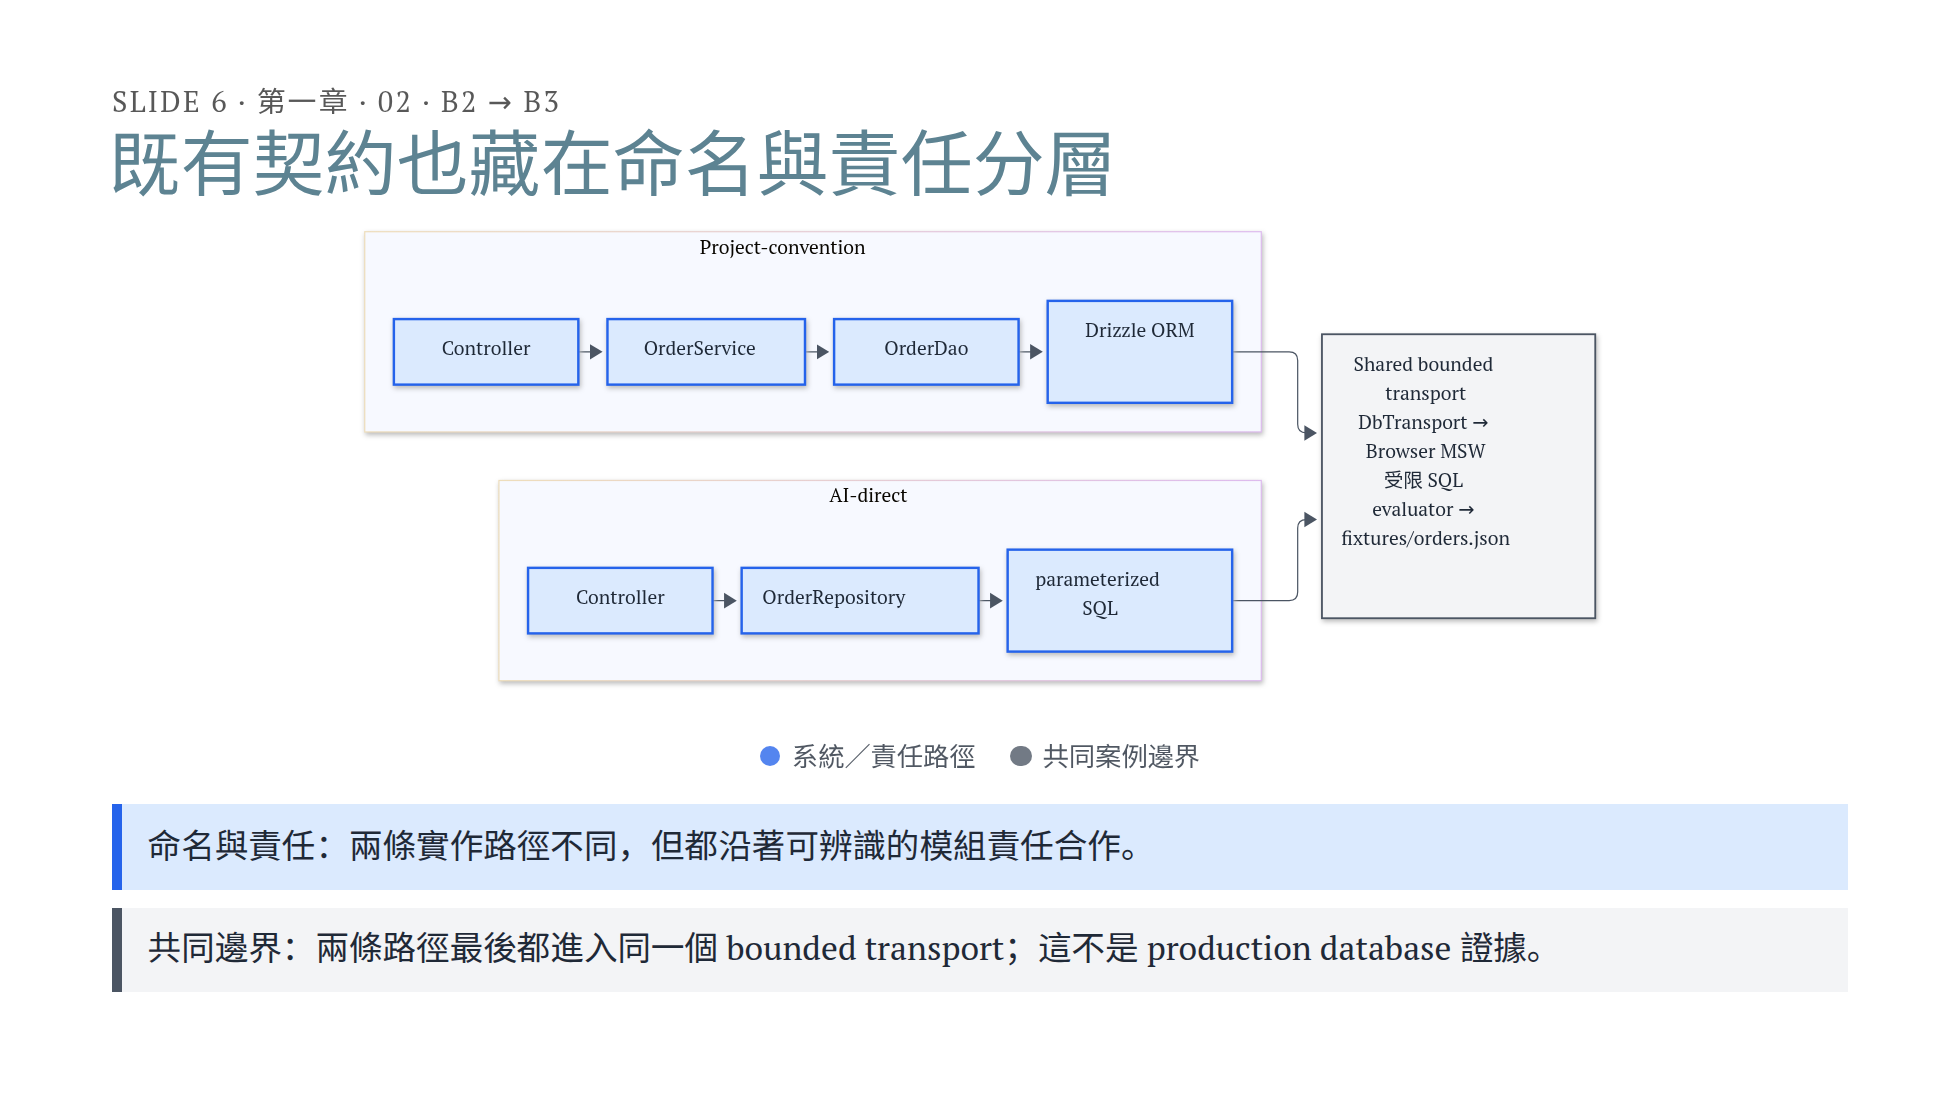 SLIDE 6 · 第一章 · 02 · B2 → B3
既有契約也藏在命名與責任分層
Project-convention
Controller
OrderService
OrderDao
Drizzle ORM
Shared bounded
transport
DbTransport →
Browser MSW
受限 SQL
evaluator →
fixtures/orders.json
AI-direct
Controller
OrderRepository
parameterized
SQL
系統／責任路徑
共同案例邊界
命名與責任：兩條實作路徑不同，但都沿著可辨識的模組責任合作。
共同邊界：兩條路徑最後都進入同一個 bounded transport；這不是 production database 證據。